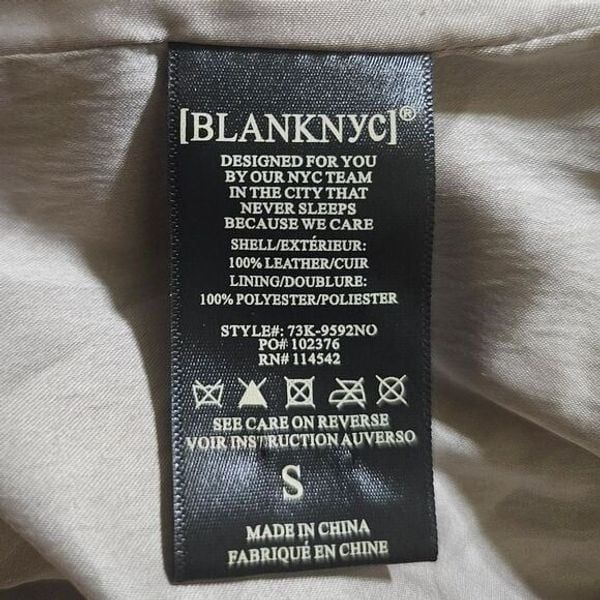 [BLANKNYC]®
DESIGNED FOR YOU
BY OUR NYC TEAM
IN THE CITY THAT
NEVER SLEEPS
BECAUSE WE CARE
SHELL/EXTÉRIEUR:
100% LEATHER/CUIR
LINING/DOUBLURE:
100% POLYESTER/POLIESTER
STYLE#: 73K-9592NO
PO# 102376
RN# 114542
SEE CARE ON REVERSE
VOIR INSTRUCTION AUVERSO
S
MADE IN CHINA
FABRIQUÉ EN CHINE